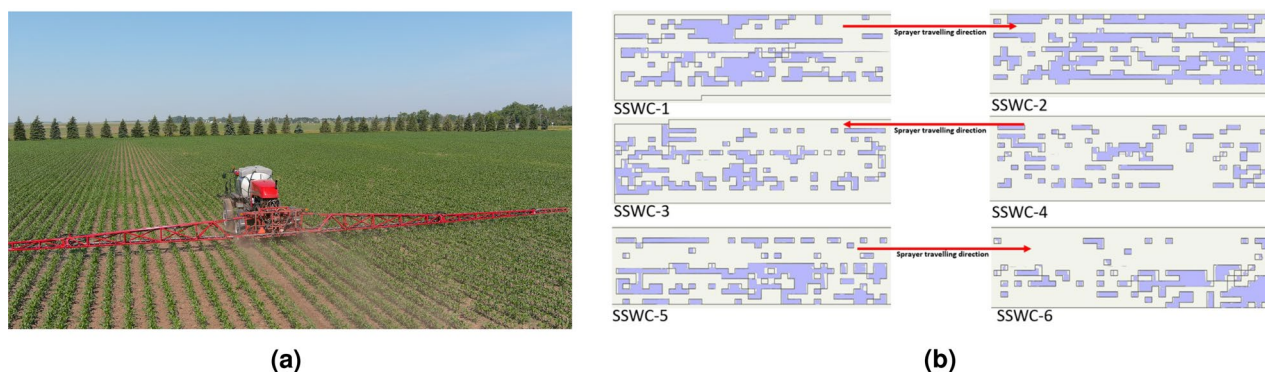 Sprayer travelling direction
SSWC-1
SSWC-2
Sprayer travelling direction
SSWC-3
SSWC-4
Sprayer travelling direction
SSWC-5
SSWC-6
(a)
(b)